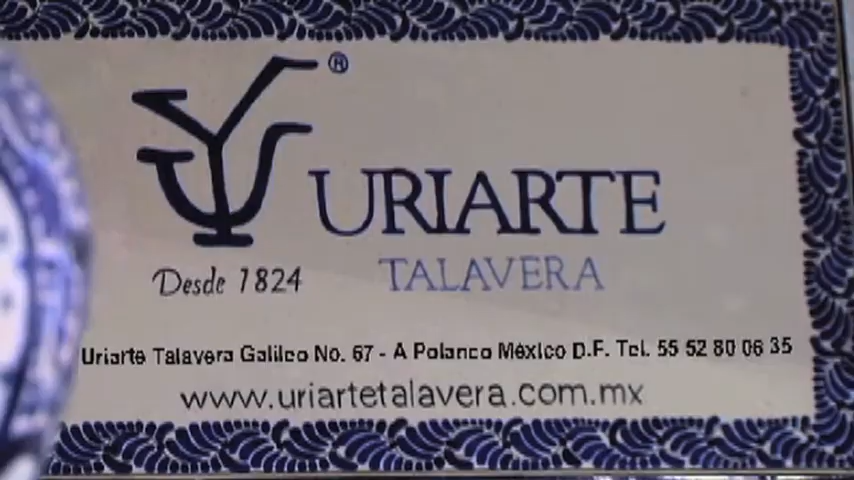 ®
URIARTE
TALAVERA
Desde 1824
Uriarte Talavera Galileo No. 67 - A Polanco México D.F. Tel. 55 52 80 06 35
www.uriartetalavera.com.mx